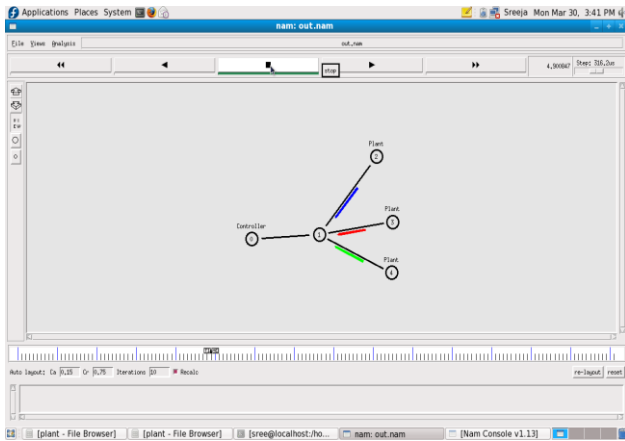 Applications Places System
Sreeja Mon Mar 30, 3:41 PM
nam: out.nam
File Views Analysis
out.nam
stop
4.900847
Step: 316.2us
Plant
2
Plant
3
Controller
0
1
Plant
4
Auto layout: Ca 0.15 Cr 0.75 Iterations 10 Recalc
re-layout reset
[plant - File Browser] [plant - File Browser] [sree@localhost:/ho... nam: out.nam [Nam Console v1.13]